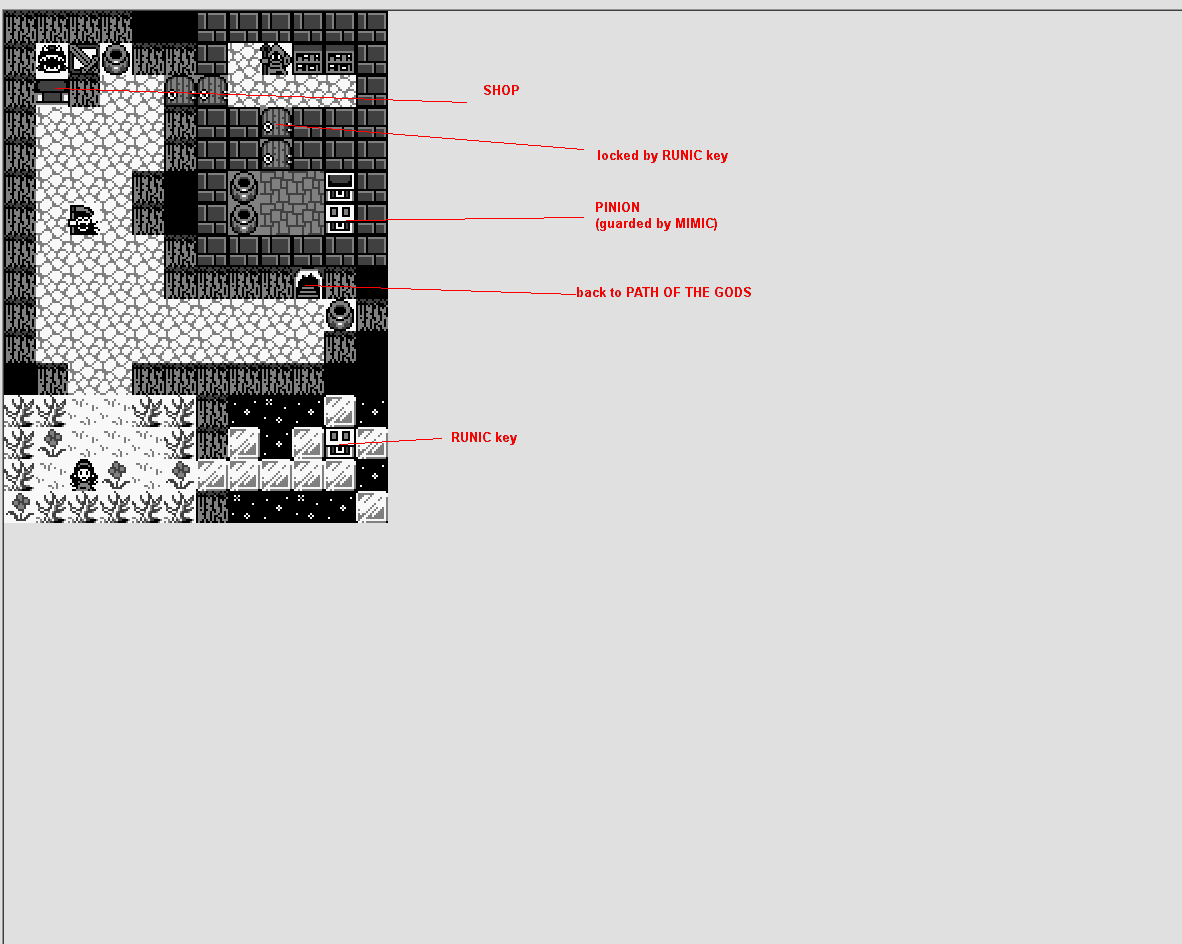 SHOP
locked by RUNIC key
PINION
(guarded by MIMIC)
back to PATH OF THE GODS
RUNIC key